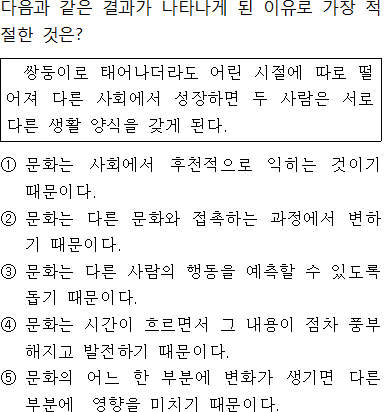 다음과 같은 결과가 나타나게 된 이유로 가장 적
절한 것은?
쌍둥이로 태어나더라도 어린 시절에 따로 떨
어져 다른 사회에서 성장하면 두 사람은 서로
다른 생활 양식을 갖게 된다.
① 문화는 사회에서 후천적으로 익히는 것이기
때문이다.
② 문화는 다른 문화와 접촉하는 과정에서 변하
기 때문이다.
③ 문화는 다른 사람의 행동을 예측할 수 있도록
돕기 때문이다.
④ 문화는 시간이 흐르면서 그 내용이 점차 풍부
해지고 발전하기 때문이다.
⑤ 문화의 어느 한 부분에 변화가 생기면 다른
부분에 영향을 미치기 때문이다.